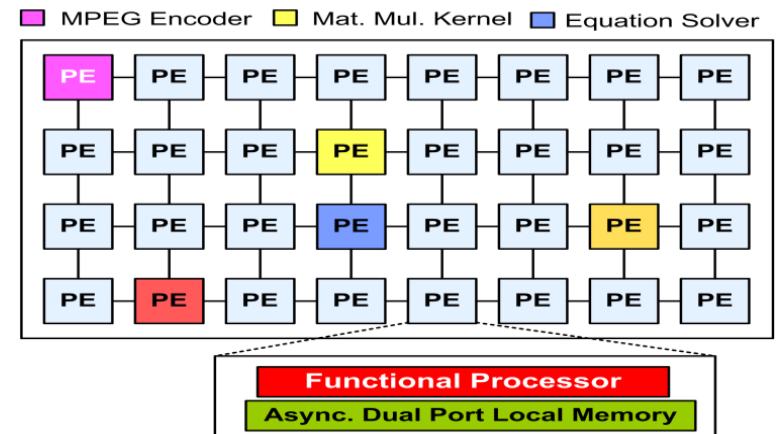 MPEG Encoder Mat. Mul. Kernel Equation Solver
PE PE PE PE PE PE PE PE
PE PE PE PE PE PE PE PE
PE PE PE PE PE PE PE PE
PE PE PE PE PE PE PE PE
Functional Processor
Async. Dual Port Local Memory